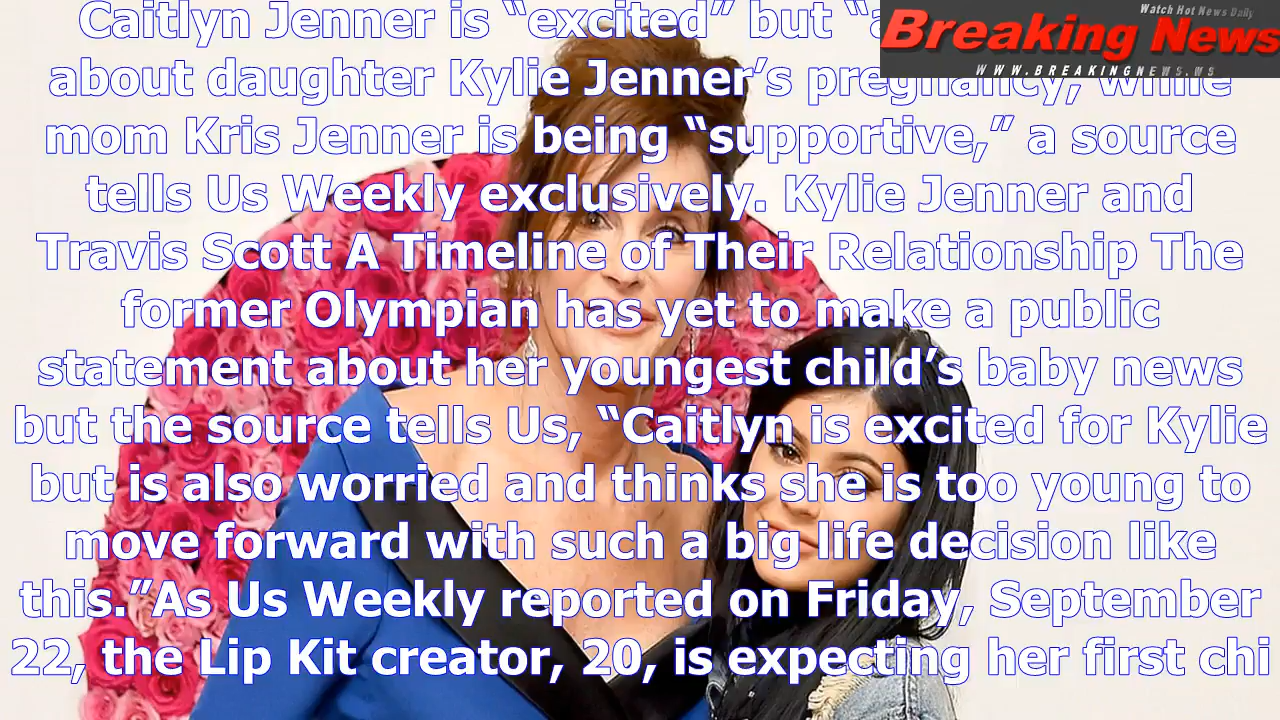 Caitlyn Jenner is “excited” but “a
Watch Hot News Daily
Breaking News
WWW.BREAKINGNEWS.WS
about daughter Kylie Jenner’s pregnancy, while
mom Kris Jenner is being “supportive,” a source
tells Us Weekly exclusively. Kylie Jenner and
Travis Scott A Timeline of Their Relationship The
former Olympian has yet to make a public
statement about her youngest child’s baby news
but the source tells Us, “Caitlyn is excited for Kylie
but is also worried and thinks she is too young to
move forward with such a big life decision like
this.”As Us Weekly reported on Friday, September
22, the Lip Kit creator, 20, is expecting her first chi